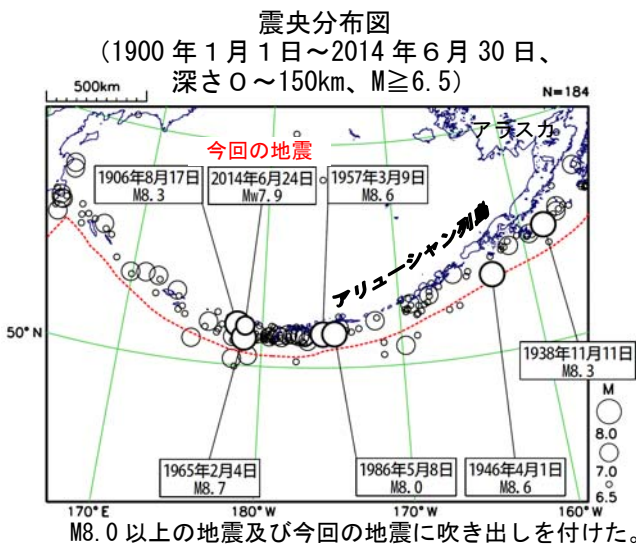 震央分布図
(1900年1月1日～2014年6月30日、
深さ0～150km、M≧6.5)
500km
N=184
アラスカ
今回の地震
1906年8月17日
M8.3
2014年6月24日
Mw7.9
1957年3月9日
M8.6
アリューシャン列島
50°N
1938年11月11日
M8.3
M
8.0
7.0
6.5
1965年2月4日
M8.7
1986年5月8日
M8.0
1946年4月1日
M8.6
170°E
180°W
170°W
160°W
M8.0以上の地震及び今回の地震に吹き出しを付けた。